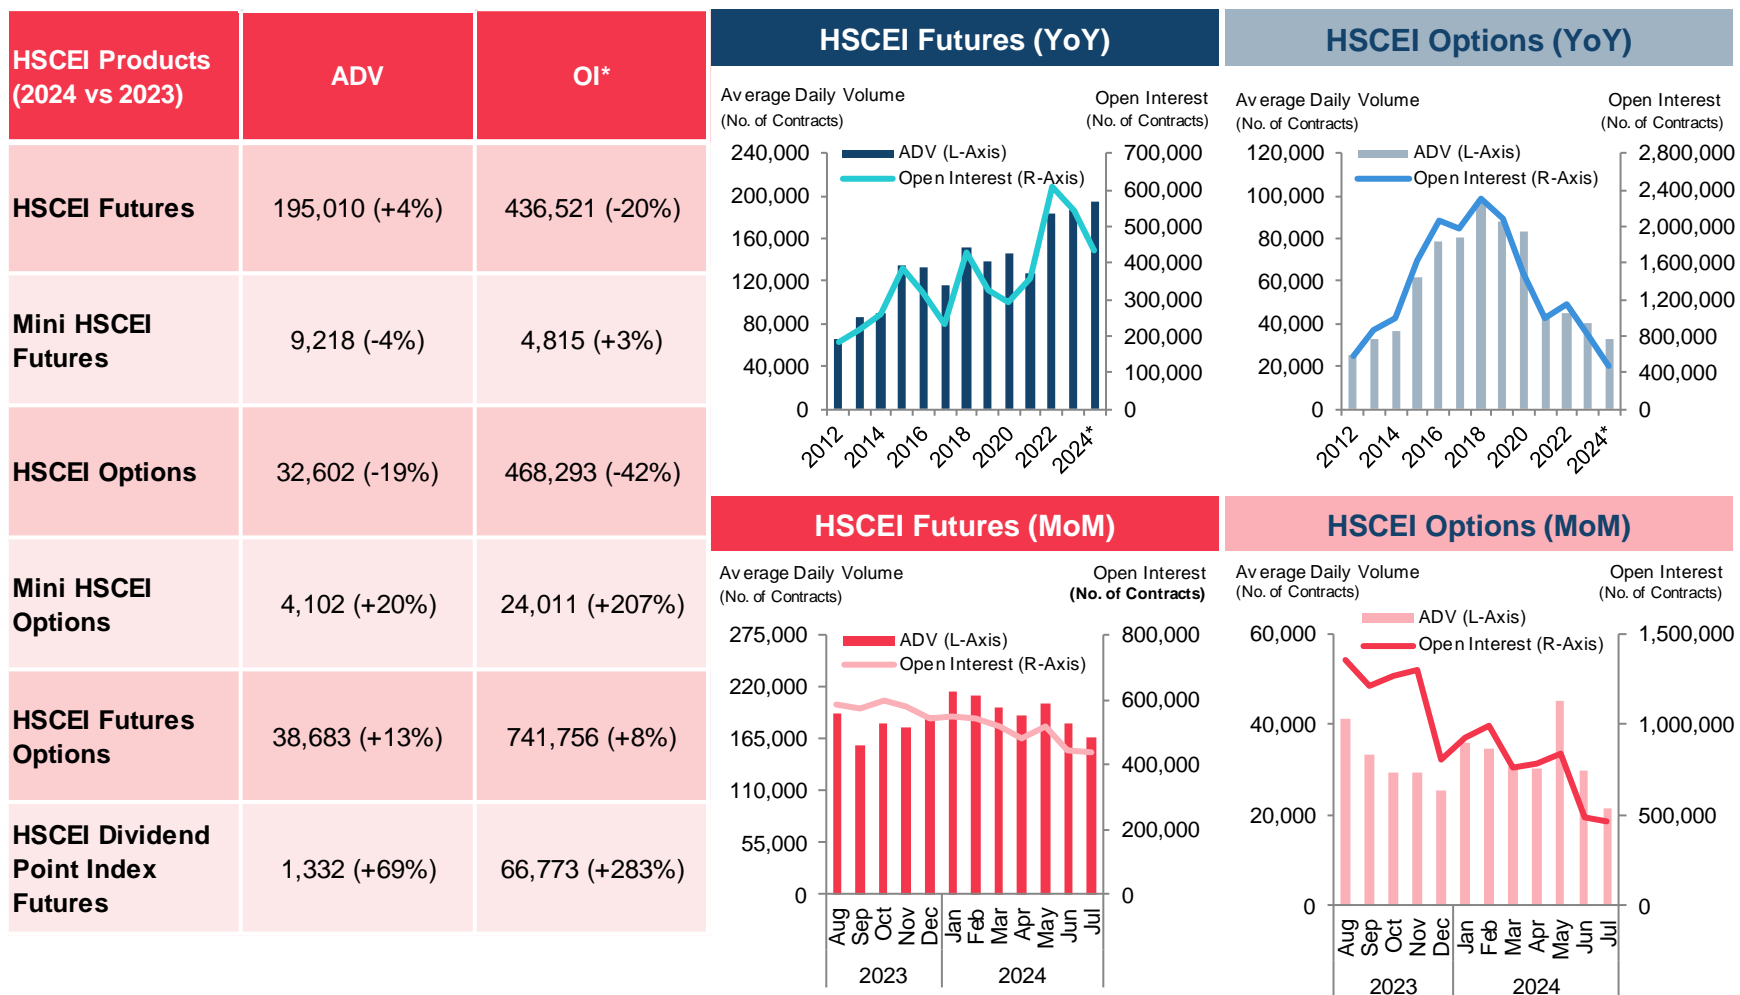 HSCEI Products
(2024 vs 2023)
ADV
OI*
HSCEI Futures
195,010 (+4%)
436,521 (-20%)
Mini HSCEI
Futures
9,218 (-4%)
4,815 (+3%)
HSCEI Options
32,602 (-19%)
468,293 (-42%)
Mini HSCEI
Options
4,102 (+20%)
24,011 (+207%)
HSCEI Futures
Options
38,683 (+13%)
741,756 (+8%)
HSCEI Dividend
Point Index
Futures
1,332 (+69%)
66,773 (+283%)
HSCEI Futures (YoY)
Average Daily Volume
(No. of Contracts)
Open Interest
(No. of Contracts)
ADV (L-Axis)
Open Interest (R-Axis)
240,000
200,000
160,000
120,000
80,000
40,000
0
700,000
600,000
500,000
400,000
300,000
200,000
100,000
0
2012
2014
2016
2018
2020
2022
2024*
HSCEI Options (YoY)
Average Daily Volume
(No. of Contracts)
Open Interest
(No. of Contracts)
ADV (L-Axis)
Open Interest (R-Axis)
120,000
100,000
80,000
60,000
40,000
20,000
0
2,800,000
2,400,000
2,000,000
1,600,000
1,200,000
800,000
400,000
0
2012
2014
2016
2018
2020
2022
2024*
HSCEI Futures (MoM)
Average Daily Volume
(No. of Contracts)
Open Interest
(No. of Contracts)
ADV (L-Axis)
Open Interest (R-Axis)
275,000
220,000
165,000
110,000
55,000
0
800,000
600,000
400,000
200,000
0
Aug
Sep
Oct
Nov
Dec
Jan
Feb
Mar
Apr
May
Jun
Jul
2023
2024
HSCEI Options (MoM)
Average Daily Volume
(No. of Contracts)
Open Interest
(No. of Contracts)
ADV (L-Axis)
Open Interest (R-Axis)
60,000
40,000
20,000
0
1,500,000
1,000,000
500,000
0
Aug
Sep
Oct
Nov
Dec
Jan
Feb
Mar
Apr
May
Jun
Jul
2023
2024